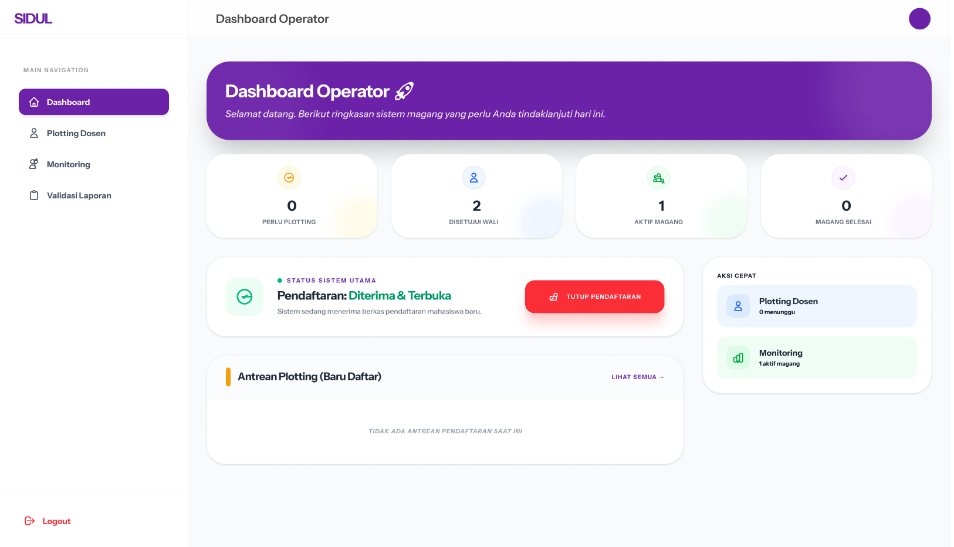 SIDUL
Dashboard Operator
MAIN NAVIGATION
Dashboard
Plotting Dosen
Monitoring
Validasi Laporan
Logout
Dashboard Operator 🚀
Selamat datang. Berikut ringkasan sistem magang yang perlu Anda tindaklanjuti hari ini.
0
PERLU PLOTTING
2
DISETUJUI WALI
1
AKTIF MAGANG
0
MAGANG SELESAI
STATUS SISTEM UTAMA
Pendaftaran: Diterima & Terbuka
Sistem sedang menerima berkas pendaftaran mahasiswa baru.
TUTUP PENDAFTARAN
AKSI CEPAT
Plotting Dosen
0 menunggu
Monitoring
1 aktif magang
Antrean Plotting (Baru Daftar)
LIHAT SEMUA →
TIDAK ADA ANTREAN PENDAFTARAN SAAT INI